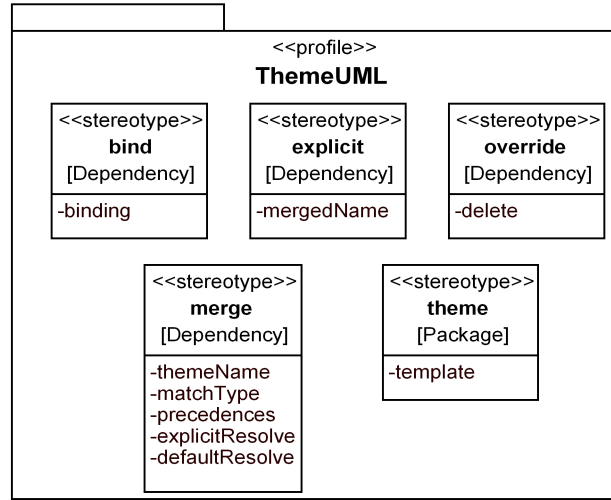 <<profile>>
ThemeUML
<<stereotype>>
bind
[Dependency]
-binding
<<stereotype>>
explicit
[Dependency]
-mergedName
<<stereotype>>
override
[Dependency]
-delete
<<stereotype>>
merge
[Dependency]
-themeName
-matchType
-precedences
-explicitResolve
-defaultResolve
<<stereotype>>
theme
[Package]
-template